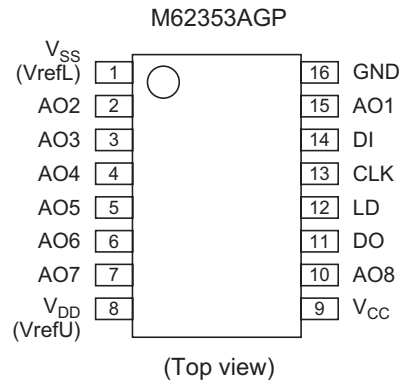 M62353AGP
VSS
(VrefL) 1 16 GND
AO2 2 15 AO1
AO3 3 14 DI
AO4 4 13 CLK
AO5 5 12 LD
AO6 6 11 DO
AO7 7 10 AO8
VDD 8 9 VCC
(VrefU)
(Top view)